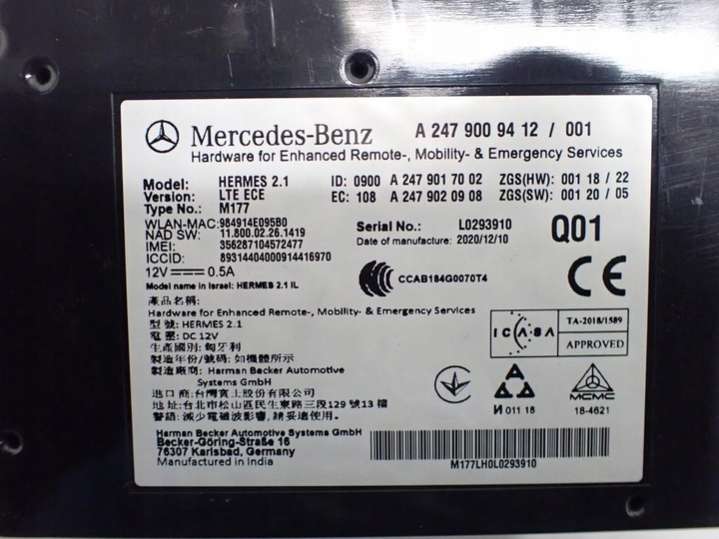 Mercedes-Benz A 247 900 94 12 / 001
Hardware for Enhanced Remote-, Mobility- & Emergency Services
Model: HERMES 2.1 ID: 0900 A 247 901 70 02 ZGS(HW): 001 18 / 22
Version: LTE ECE EC: 108 A 247 902 09 08 ZGS(SW): 001 20 / 05
Type No.: M177
WLAN-MAC: 984914E095B0
NAD SW: 11.800.02.26.1419
IMEI: 356287104572477
ICCID: 89314404000914416970
Serial No.: L0293910
Date of manufacture: 2020/12/10
Q01
12V 0.5A
CCAB184G0070T4
CE
Model name in Israel: HERMES 2.1 IL
產品名稱:
Hardware for Enhanced Remote-, Mobility- & Emergency Services
型號: HERMES 2.1
電壓: DC 12V
生產國別: 匈牙利
製造年份/號碼: 如機體所示
製造廠商: Harman Becker Automotive
Systems GmbH
進口商: 台灣賓士股份有限公司
地址: 台北市松山區民生東路三段129號13樓
警語: 減少電磁波影響, 請妥適使用.
ICASA
TA-2018/1589
APPROVED
И 011 18
MCMC
18-4621
Harman Becker Automotive Systems GmbH
Becker-Göring-Straße 16
76307 Karlsbad, Germany
Manufactured in India
M177LH0L0293910